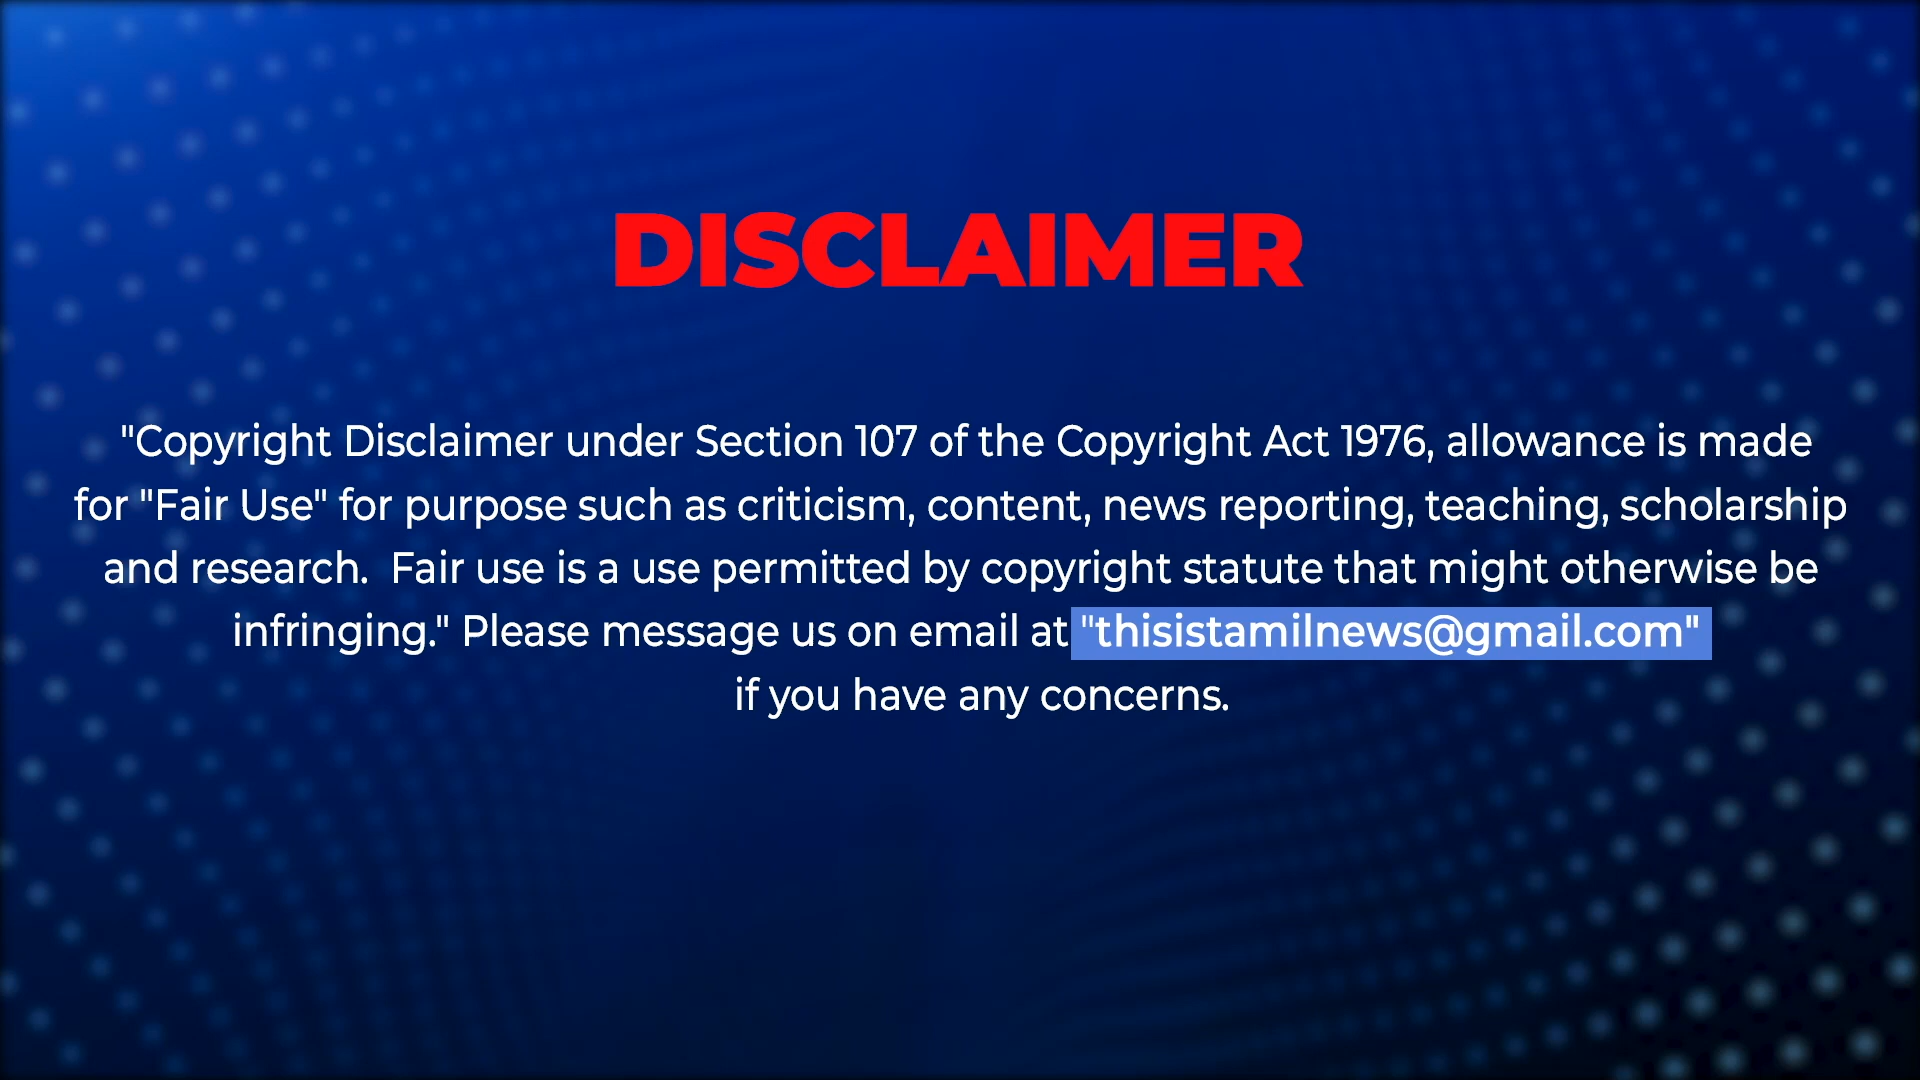 DISCLAIMER
"Copyright Disclaimer under Section 107 of the Copyright Act 1976, allowance is made
for "Fair Use" for purpose such as criticism, content, news reporting, teaching, scholarship
and research.  Fair use is a use permitted by copyright statute that might otherwise be
infringing." Please message us on email at "thisistamilnews@gmail.com"
if you have any concerns.